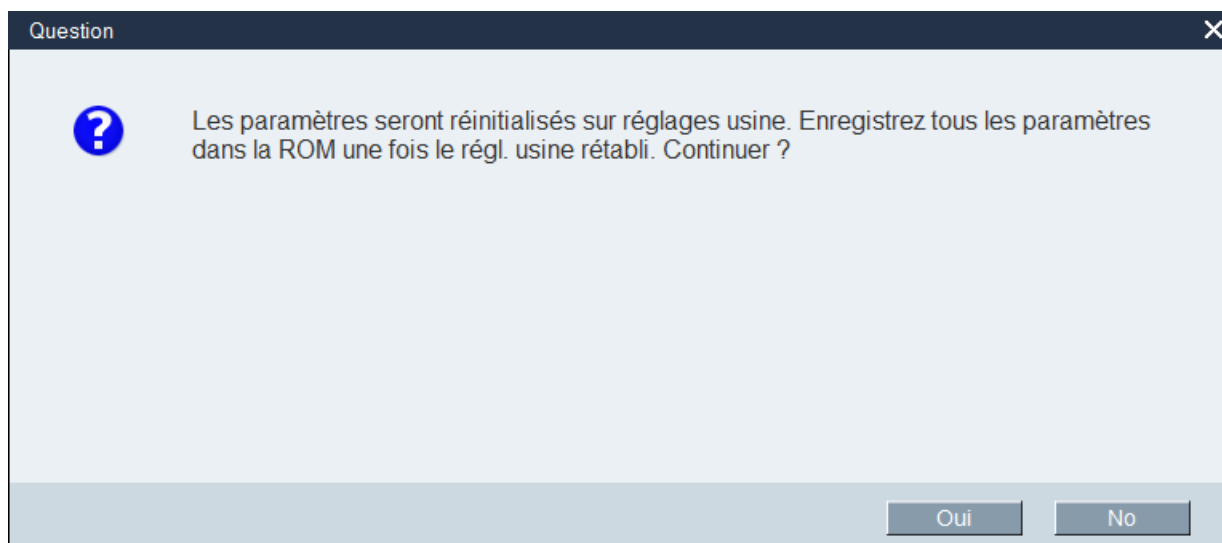 Question
Les paramètres seront réinitialisés sur réglages usine. Enregistrez tous les paramètres
dans la ROM une fois le régl. usine rétabli. Continuer ?
Oui
No